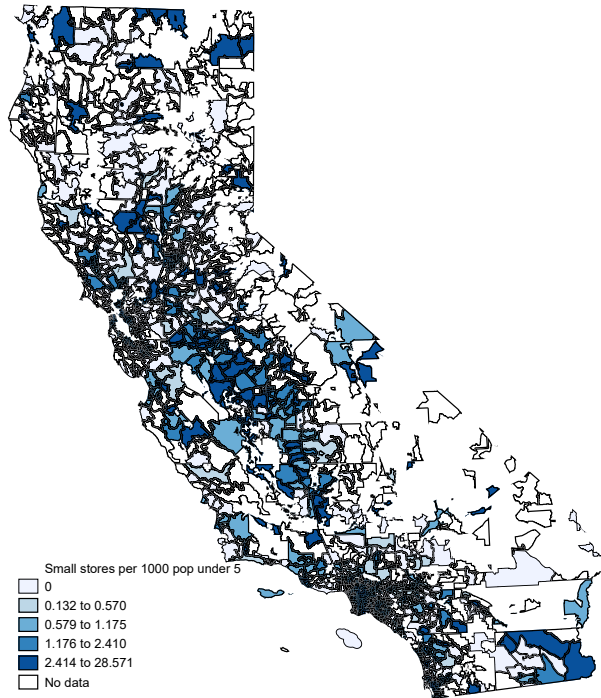 Small stores per 1000 pop under 5
0
0.132 to 0.570
0.579 to 1.175
1.176 to 2.410
2.414 to 28.571
No data